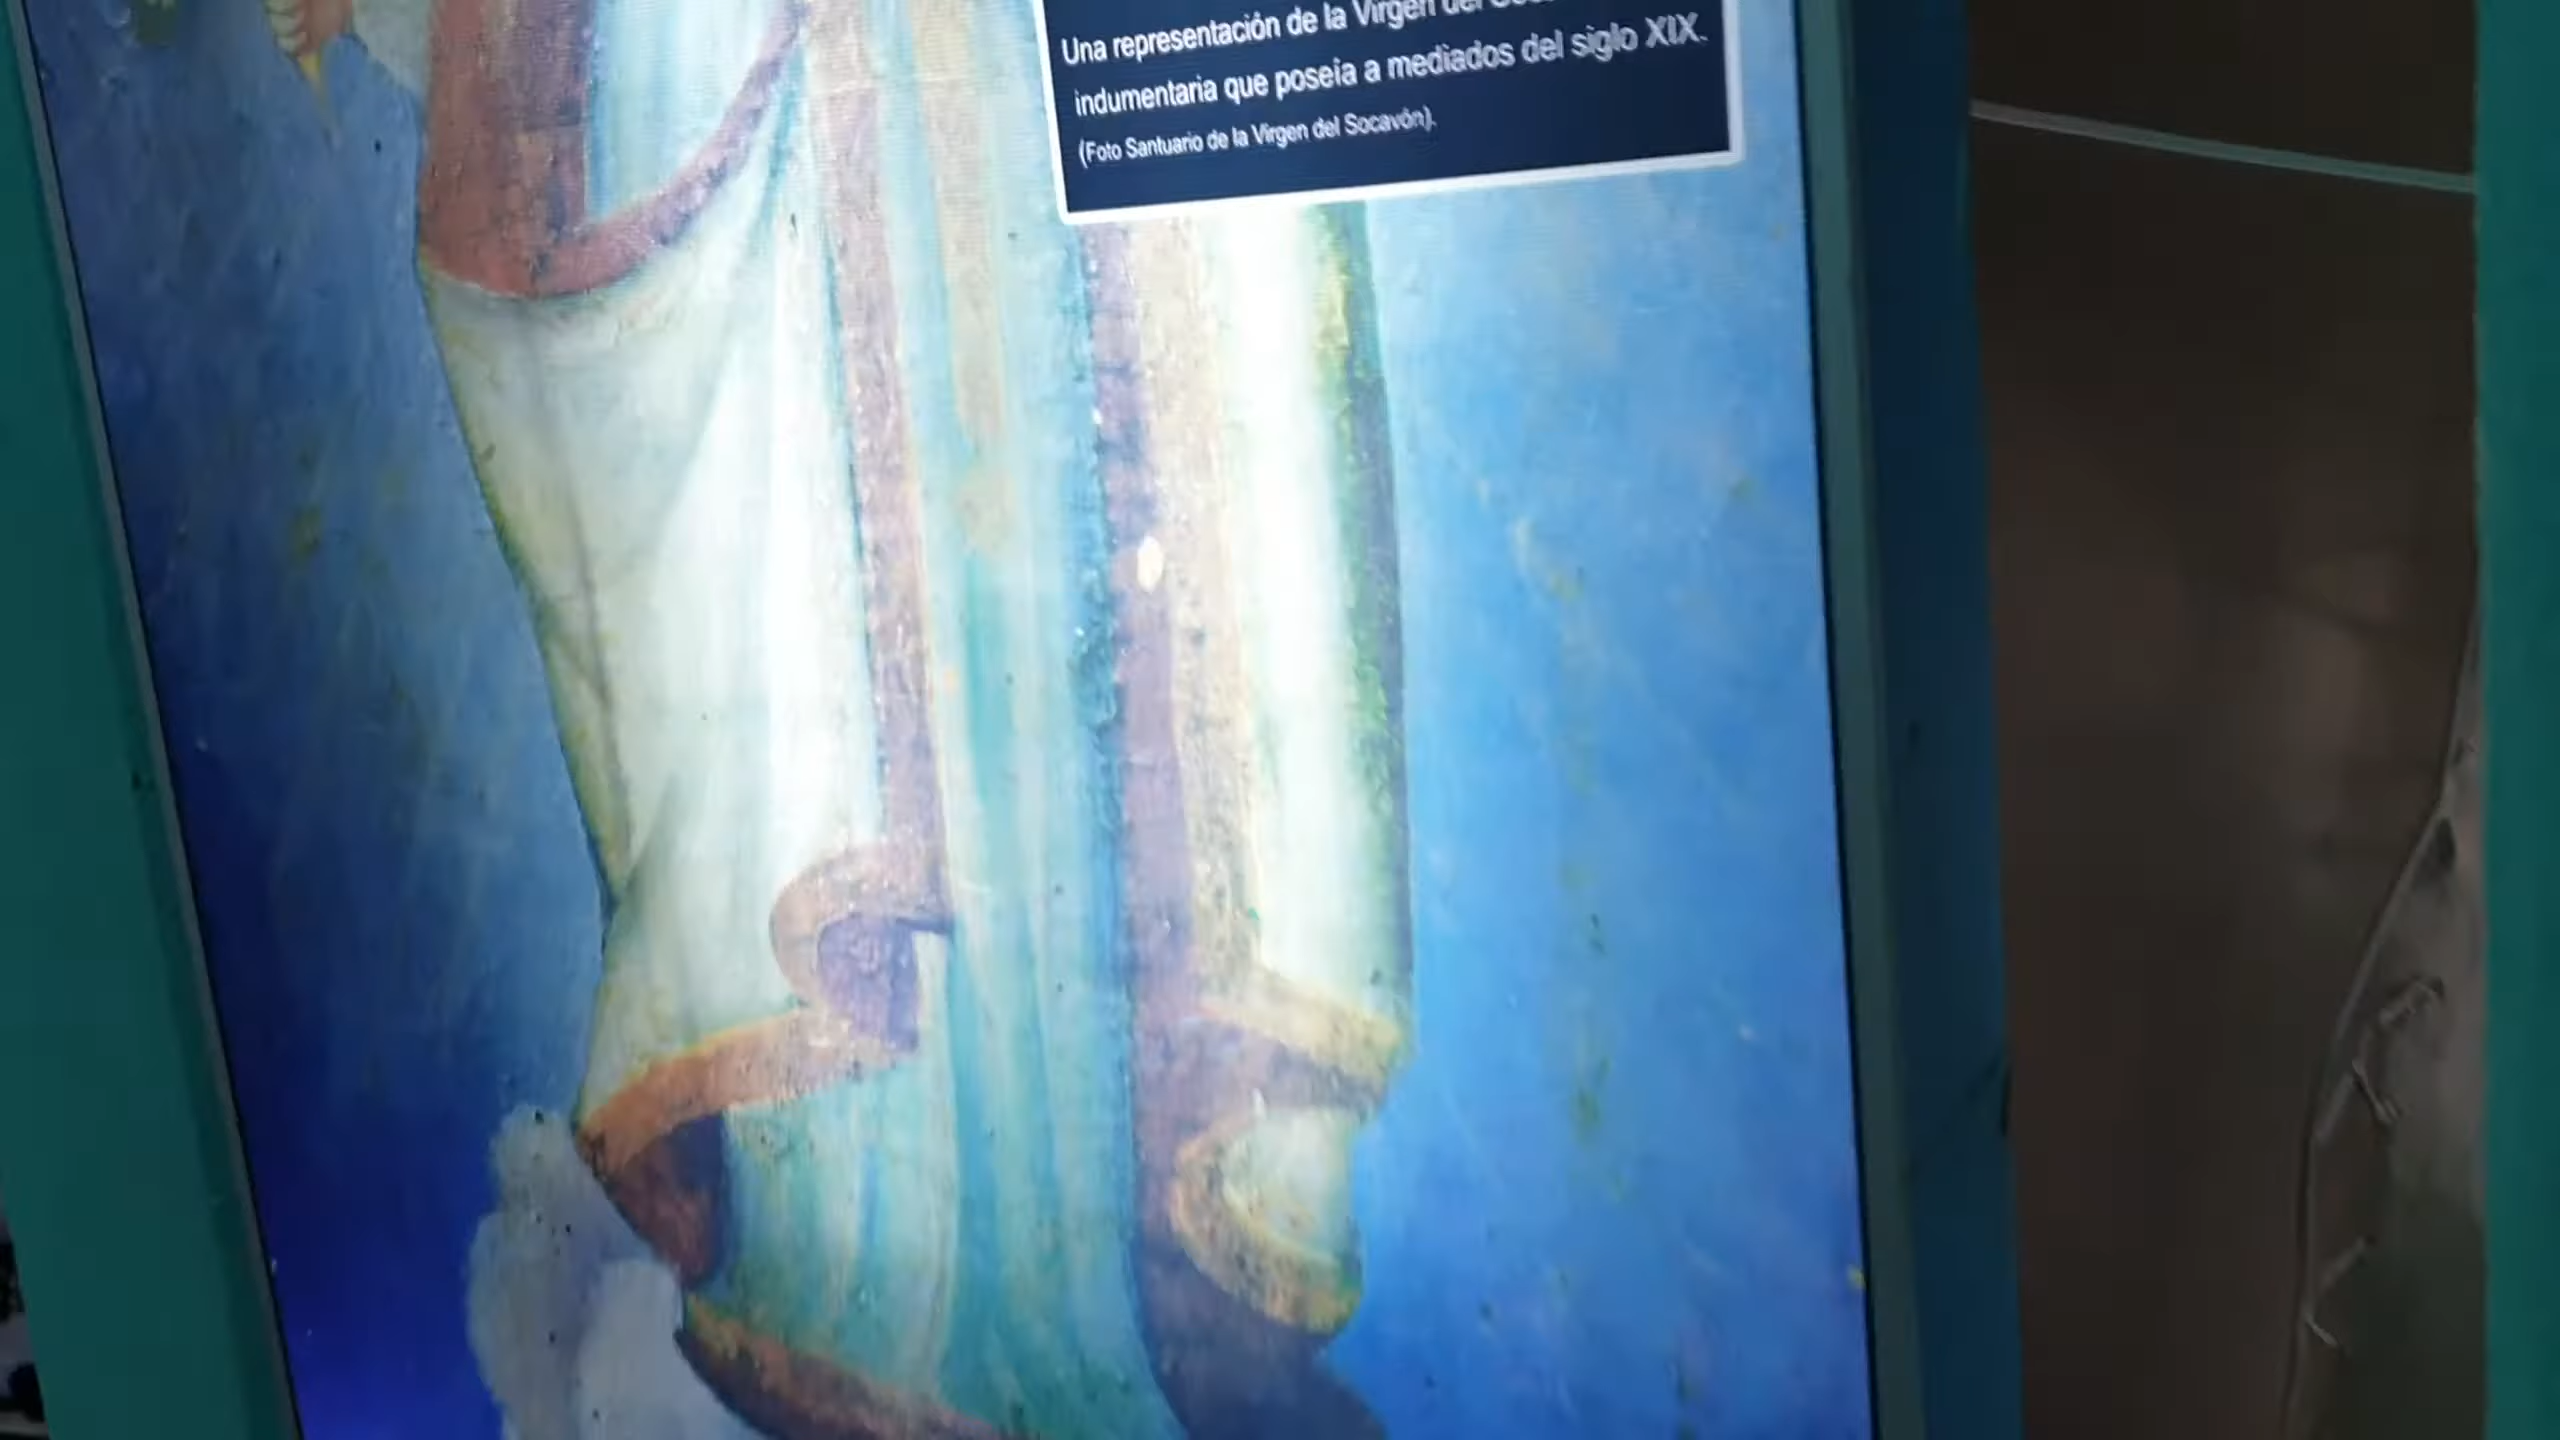 Una representación de la Virgen del
indumentaria que poseía a mediados del siglo XIX.
(Foto Santuario de la Virgen del Socavón).